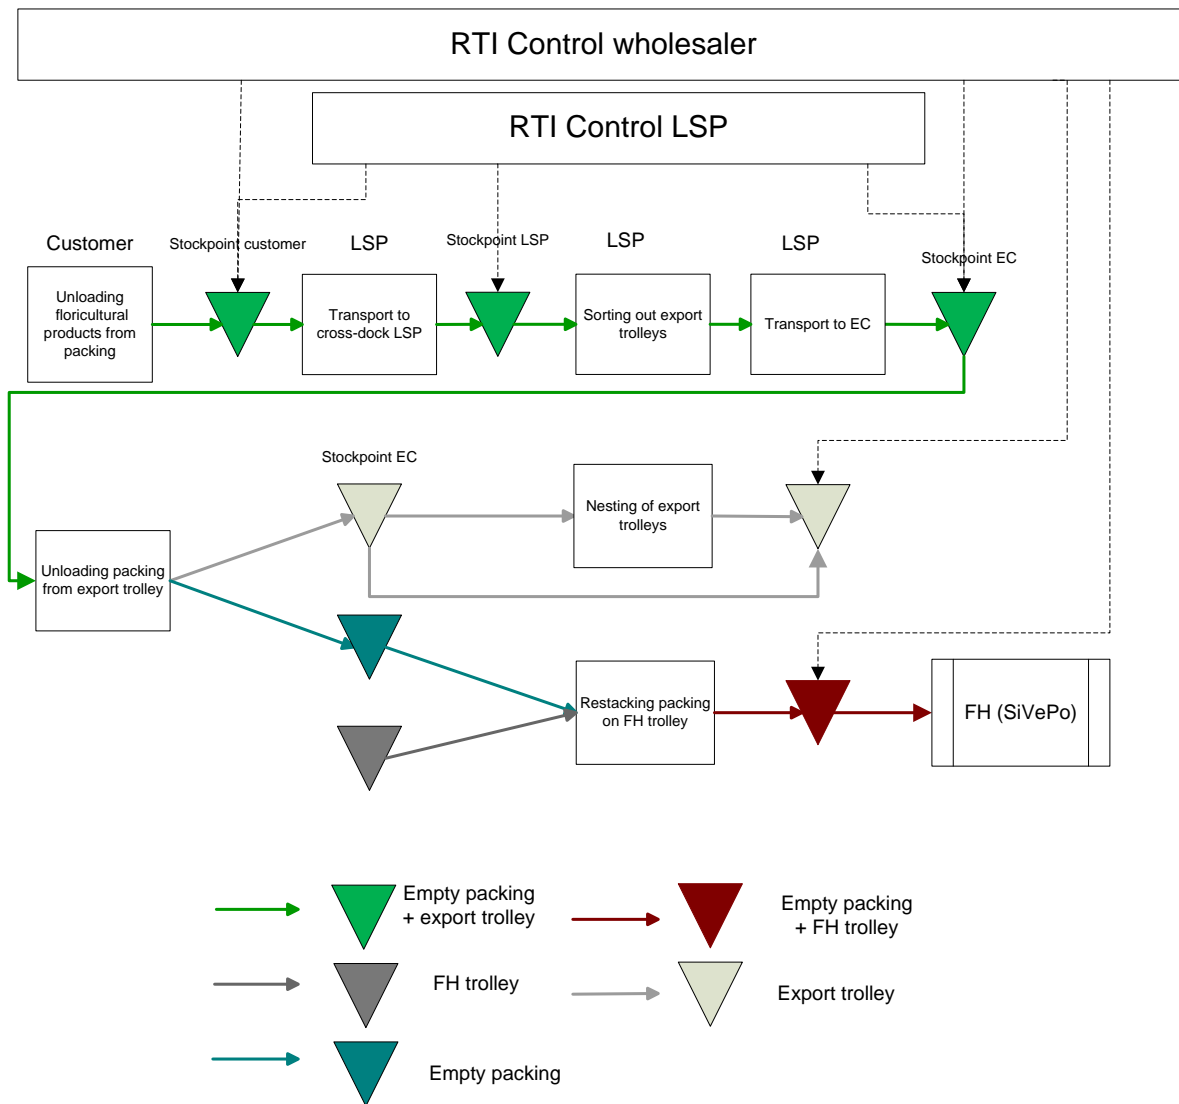 RTI Control wholesaler
RTI Control LSP
Customer
Stockpoint customer
LSP
Stockpoint LSP
LSP
LSP
Stockpoint EC
Unloading
floricultural
products from
packing
Transport to
cross-dock LSP
Sorting out export
trolleys
Transport to EC
Stockpoint EC
Nesting of export
trolleys
Unloading packing
from export trolley
Restacking packing
on FH trolley
FH (SiVePo)
Empty packing
+ export trolley
Empty packing
+ FH trolley
FH trolley
Export trolley
Empty packing